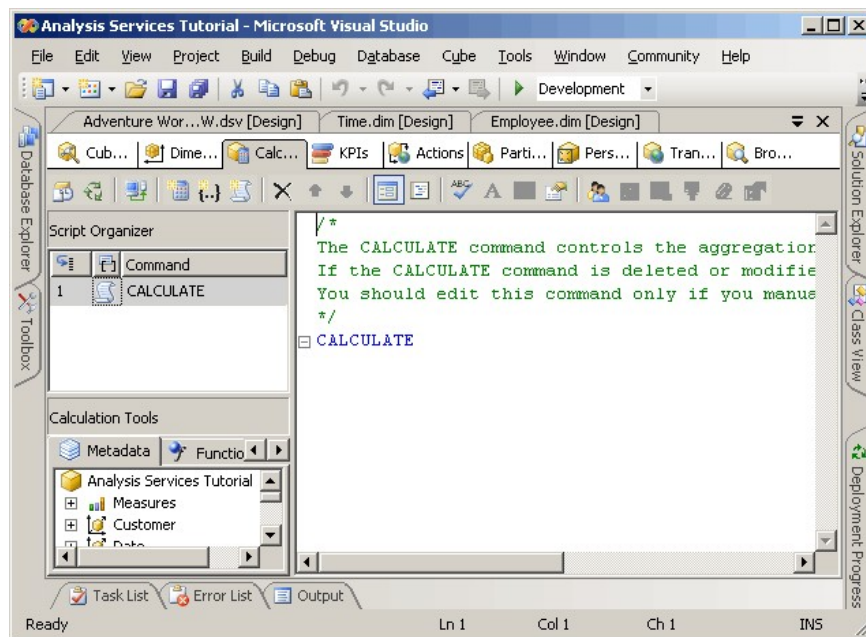 Analysis Services Tutorial - Microsoft Visual Studio
File Edit View Project Build Debug Database Cube Tools Window Community Help
Development
Adventure Wor...W.dsv [Design] Time.dim [Design] Employee.dim [Design]
Cub... Dime... Calc... KPIs Actions Parti... Pers... Tran... Bro...
Database Explorer
Toolbox
Script Organizer
Command
1 CALCULATE
Calculation Tools
Metadata Functio
Analysis Services Tutorial
Measures
Customer
Date
/*
The CALCULATE command controls the aggregation
If the CALCULATE command is deleted or modifie
You should edit this command only if you manua
*/
CALCULATE
Solution Explorer
Class View
Deployment Progress
Task List Error List Output
Ready Ln 1 Col 1 Ch 1 INS